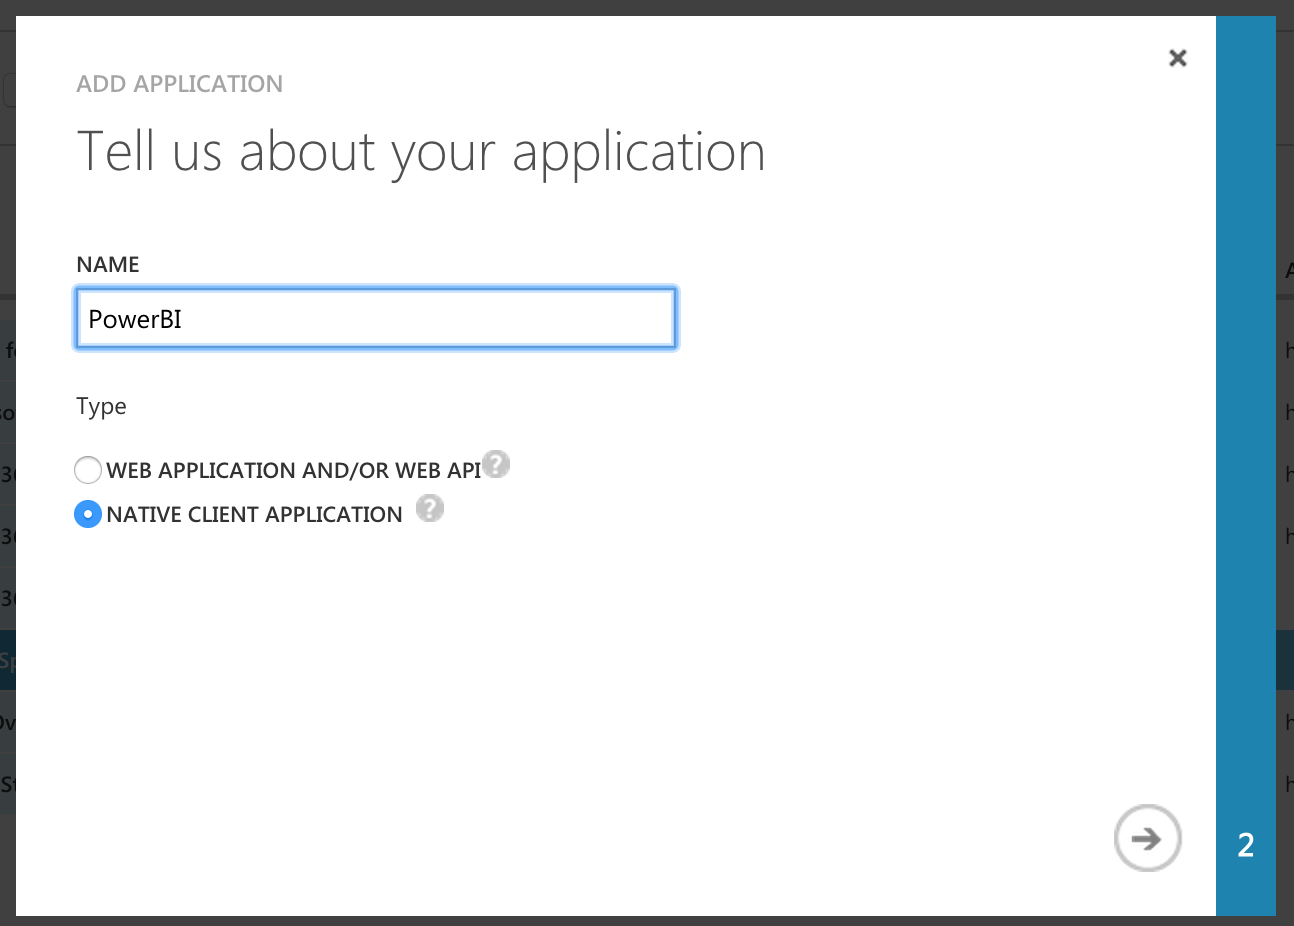 ADD APPLICATION
Tell us about your application
NAME
PowerBI
Type
WEB APPLICATION AND/OR WEB API ?
NATIVE CLIENT APPLICATION ?
2